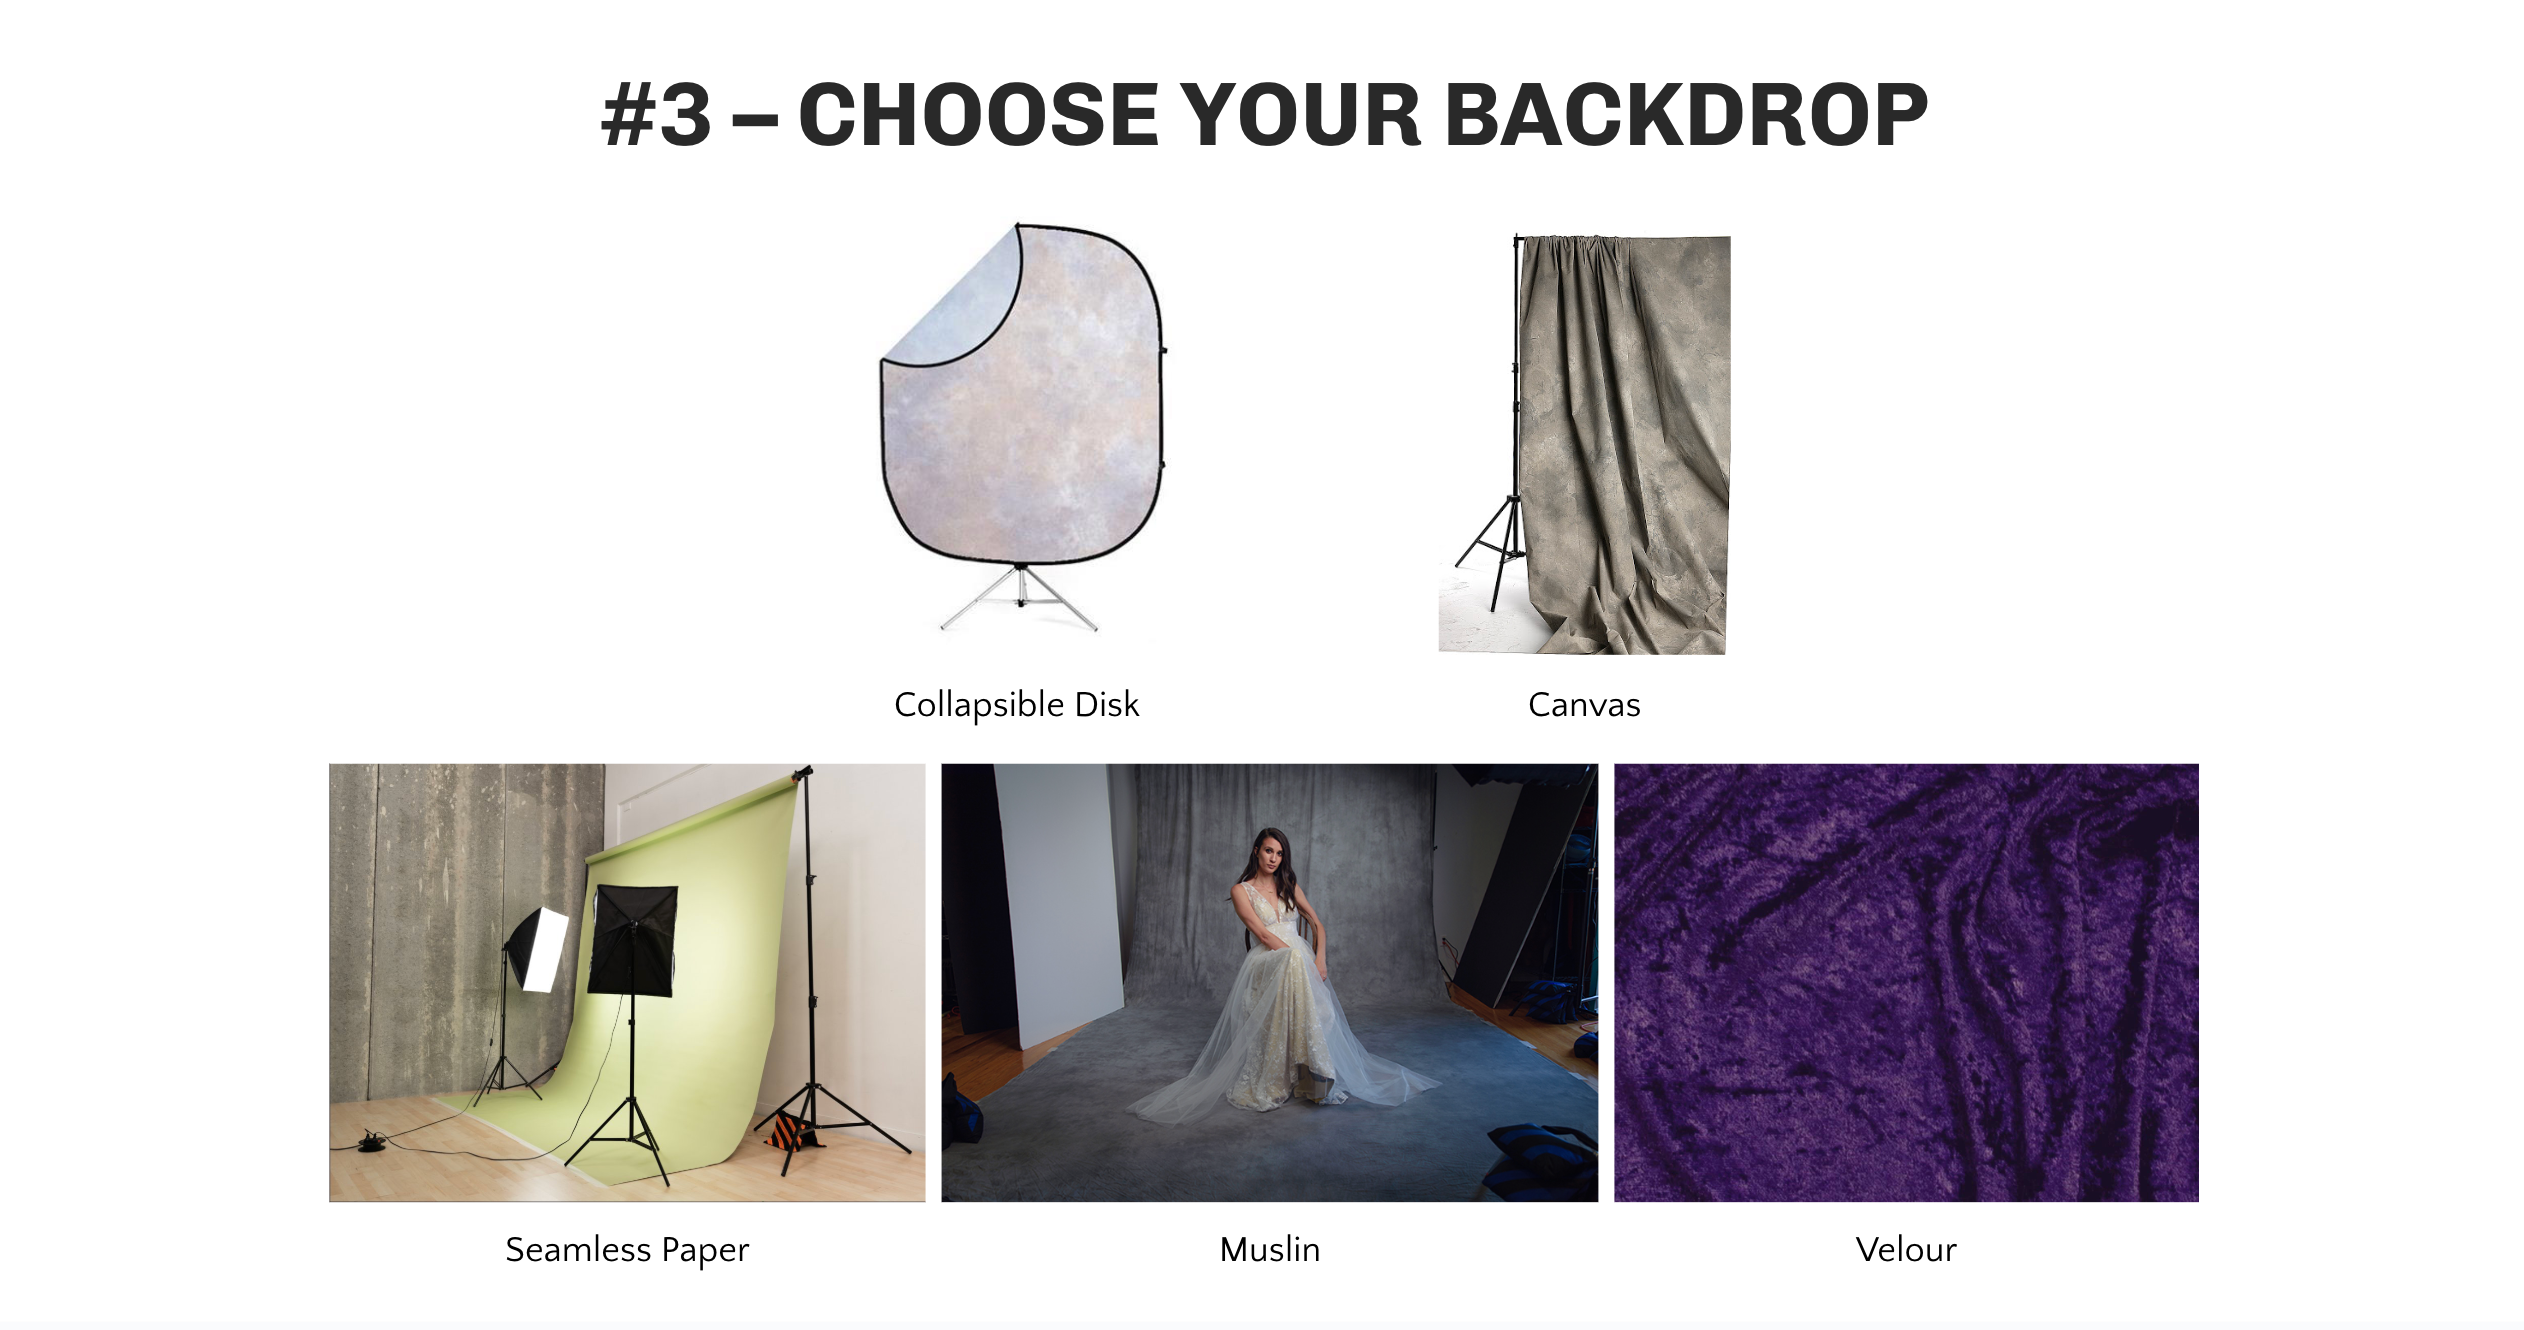 #3 – CHOOSE YOUR BACKDROP
Collapsible Disk
Canvas
Seamless Paper
Muslin
Velour